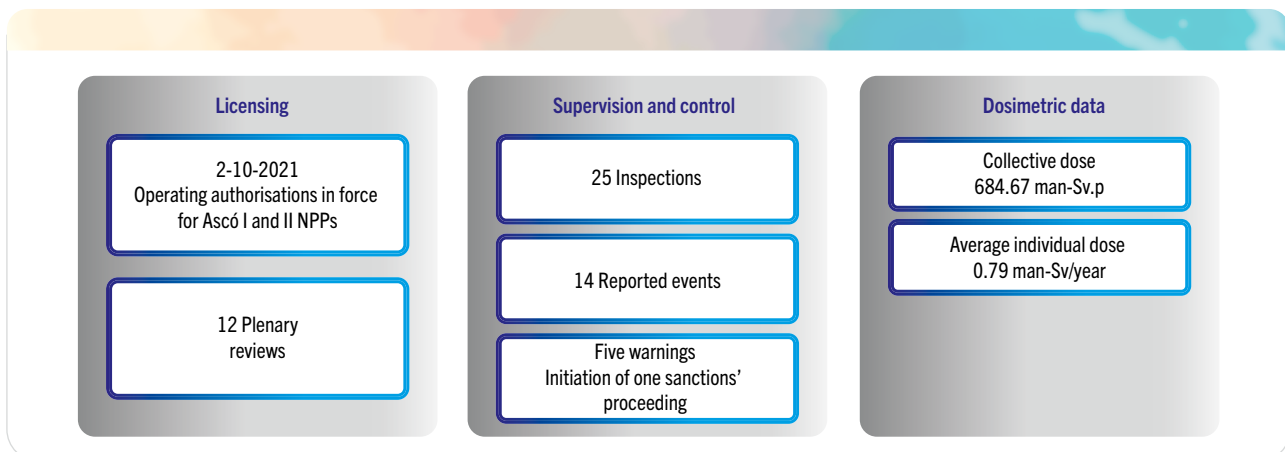 Licensing
2-10-2021
Operating authorisations in force
for Ascó I and II NPPs
12 Plenary
reviews
Supervision and control
25 Inspections
14 Reported events
Five warnings
Initiation of one sanctions’
proceeding
Dosimetric data
Collective dose
684.67 man-Sv.p
Average individual dose
0.79 man-Sv/year